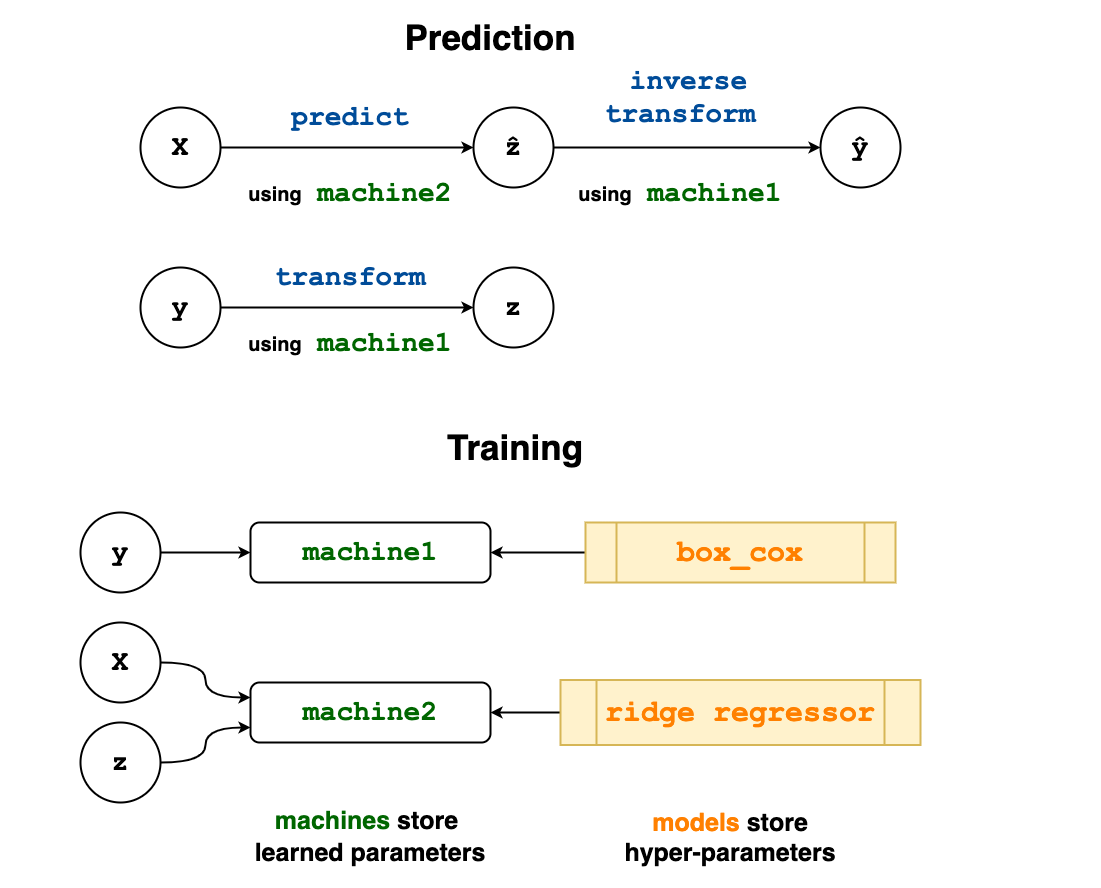 Prediction
inverse
predict
transform
X
ẑ
ŷ
using machine2
using machine1
transform
y
z
using machine1
Training
y
machine1
box_cox
X
machine2
ridge regressor
z
machines store
learned parameters
models store
hyper-parameters